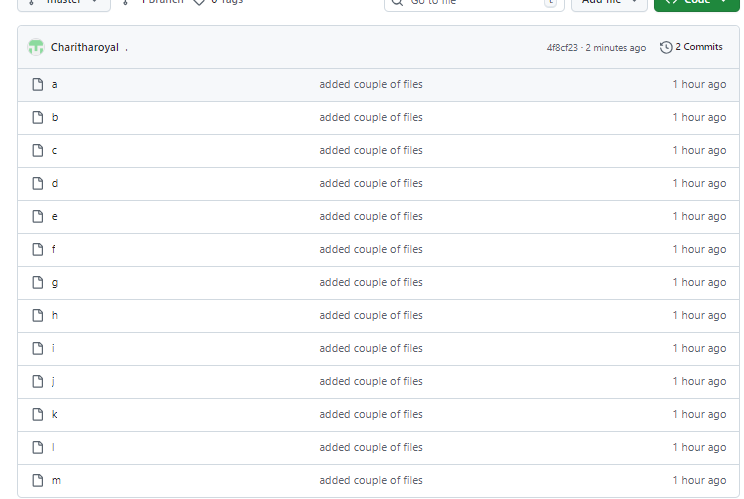 master 1 Branch 0 Tags Go to file t Add file Code
Charitharoyal . 4f8cf23 · 2 minutes ago 2 Commits
a added couple of files 1 hour ago
b added couple of files 1 hour ago
c added couple of files 1 hour ago
d added couple of files 1 hour ago
e added couple of files 1 hour ago
f added couple of files 1 hour ago
g added couple of files 1 hour ago
h added couple of files 1 hour ago
i added couple of files 1 hour ago
j added couple of files 1 hour ago
k added couple of files 1 hour ago
l added couple of files 1 hour ago
m added couple of files 1 hour ago